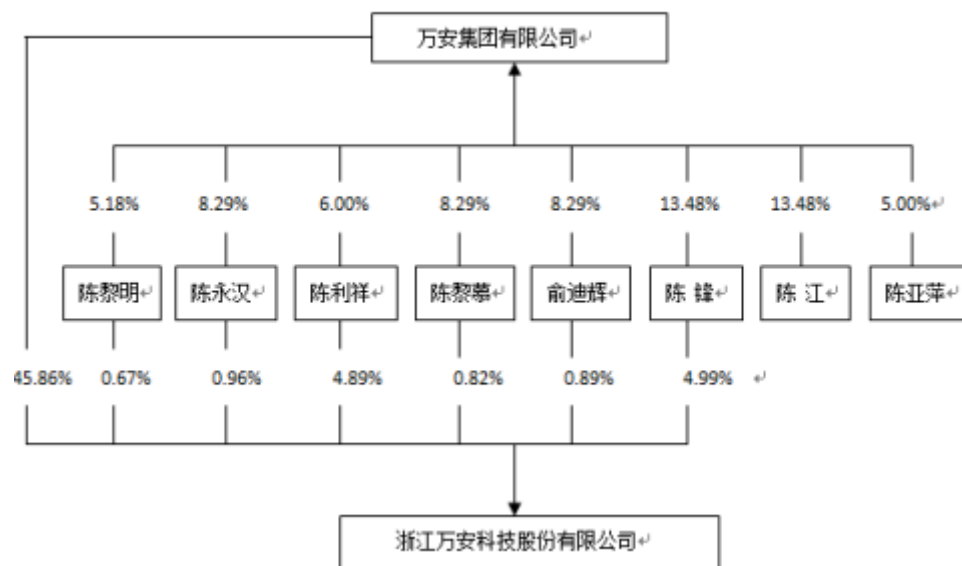 万安集团有限公司
5.18% 8.29% 6.00% 8.29% 8.29% 13.48% 13.48% 5.00%
陈黎明 陈永汉 陈利祥 陈黎慕 俞迪辉 陈 锋 陈 江 陈亚萍
45.86% 0.67% 0.96% 4.89% 0.82% 0.89% 4.99%
浙江万安科技股份有限公司